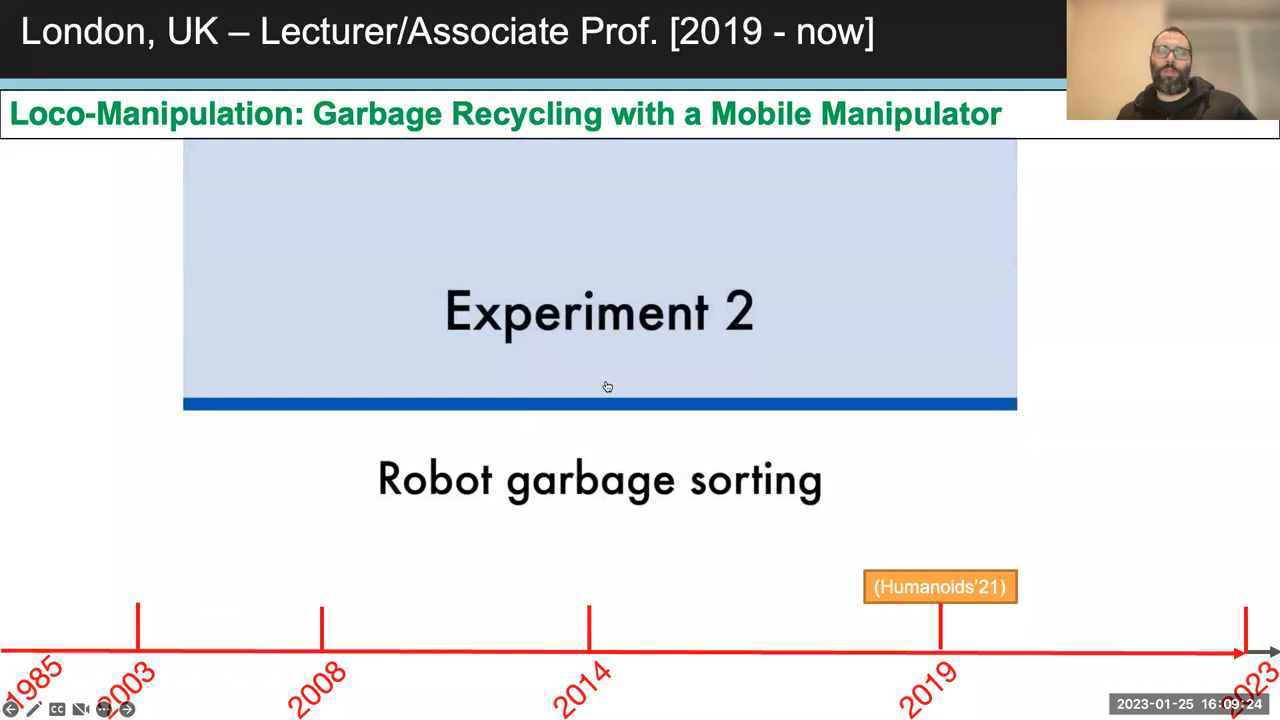 London, UK – Lecturer/Associate Prof. [2019 - now]
Loco-Manipulation: Garbage Recycling with a Mobile Manipulator
Experiment 2
Robot garbage sorting
(Humanoids'21)
1985
2003
2008
2014
2019
2023
CC
2023-01-25 16:09:24